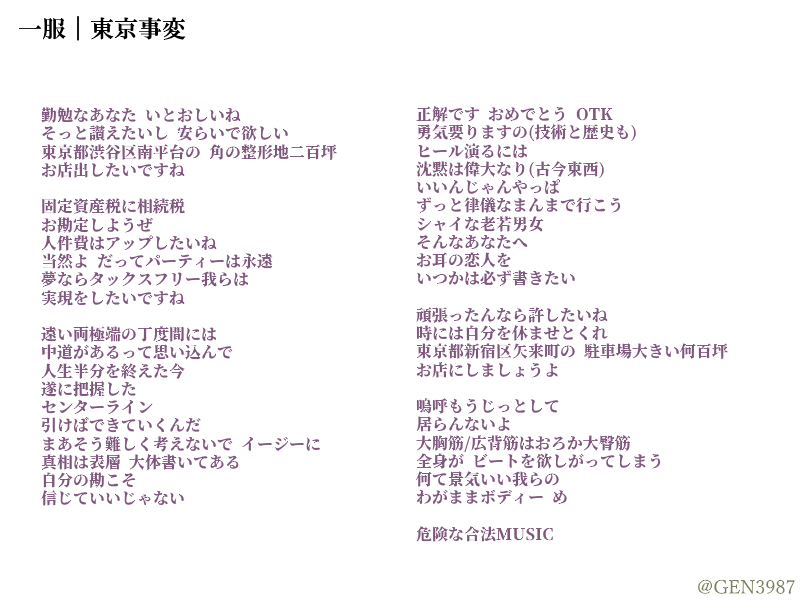 一服｜東京事変
勤勉なあなた いとおしいね
そっと讃えたいし 安らいで欲しい
東京都渋谷区南平台の 角の整形地二百坪
お店出したいですね
固定資産税に相続税
お勘定しようぜ
人件費はアップしたいね
当然よ だってパーティーは永遠
夢ならタックスフリー我らは
実現をしたいですね
遠い両極端の丁度間には
中道があるって思い込んで
人生半分を終えた今
遂に把握した
センターライン
引けばできていくんだ
まあそう難しく考えないで イージーに
真相は表層 大体書いてある
自分の勘こそ
信じていいじゃない
正解です おめでとう OTK
勇気要りますの(技術と歴史も)
ヒール演るには
沈黙は偉大なり(古今東西)
いいんじゃんやっぱ
ずっと律儀なまんまで行こう
シャイな老若男女
そんなあなたへ
お耳の恋人を
いつかは必ず書きたい
頑張ったんなら許したいね
時には自分を休ませとくれ
東京都新宿区矢来町の 駐車場大きい何百坪
お店にしましょうよ
嗚呼もうじっとして
居らんないよ
大胸筋/広背筋はおろか大臀筋
全身が ビートを欲しがってしまう
何て景気いい我らの
わがままボディー め
危険な合法MUSIC
@GEN3987